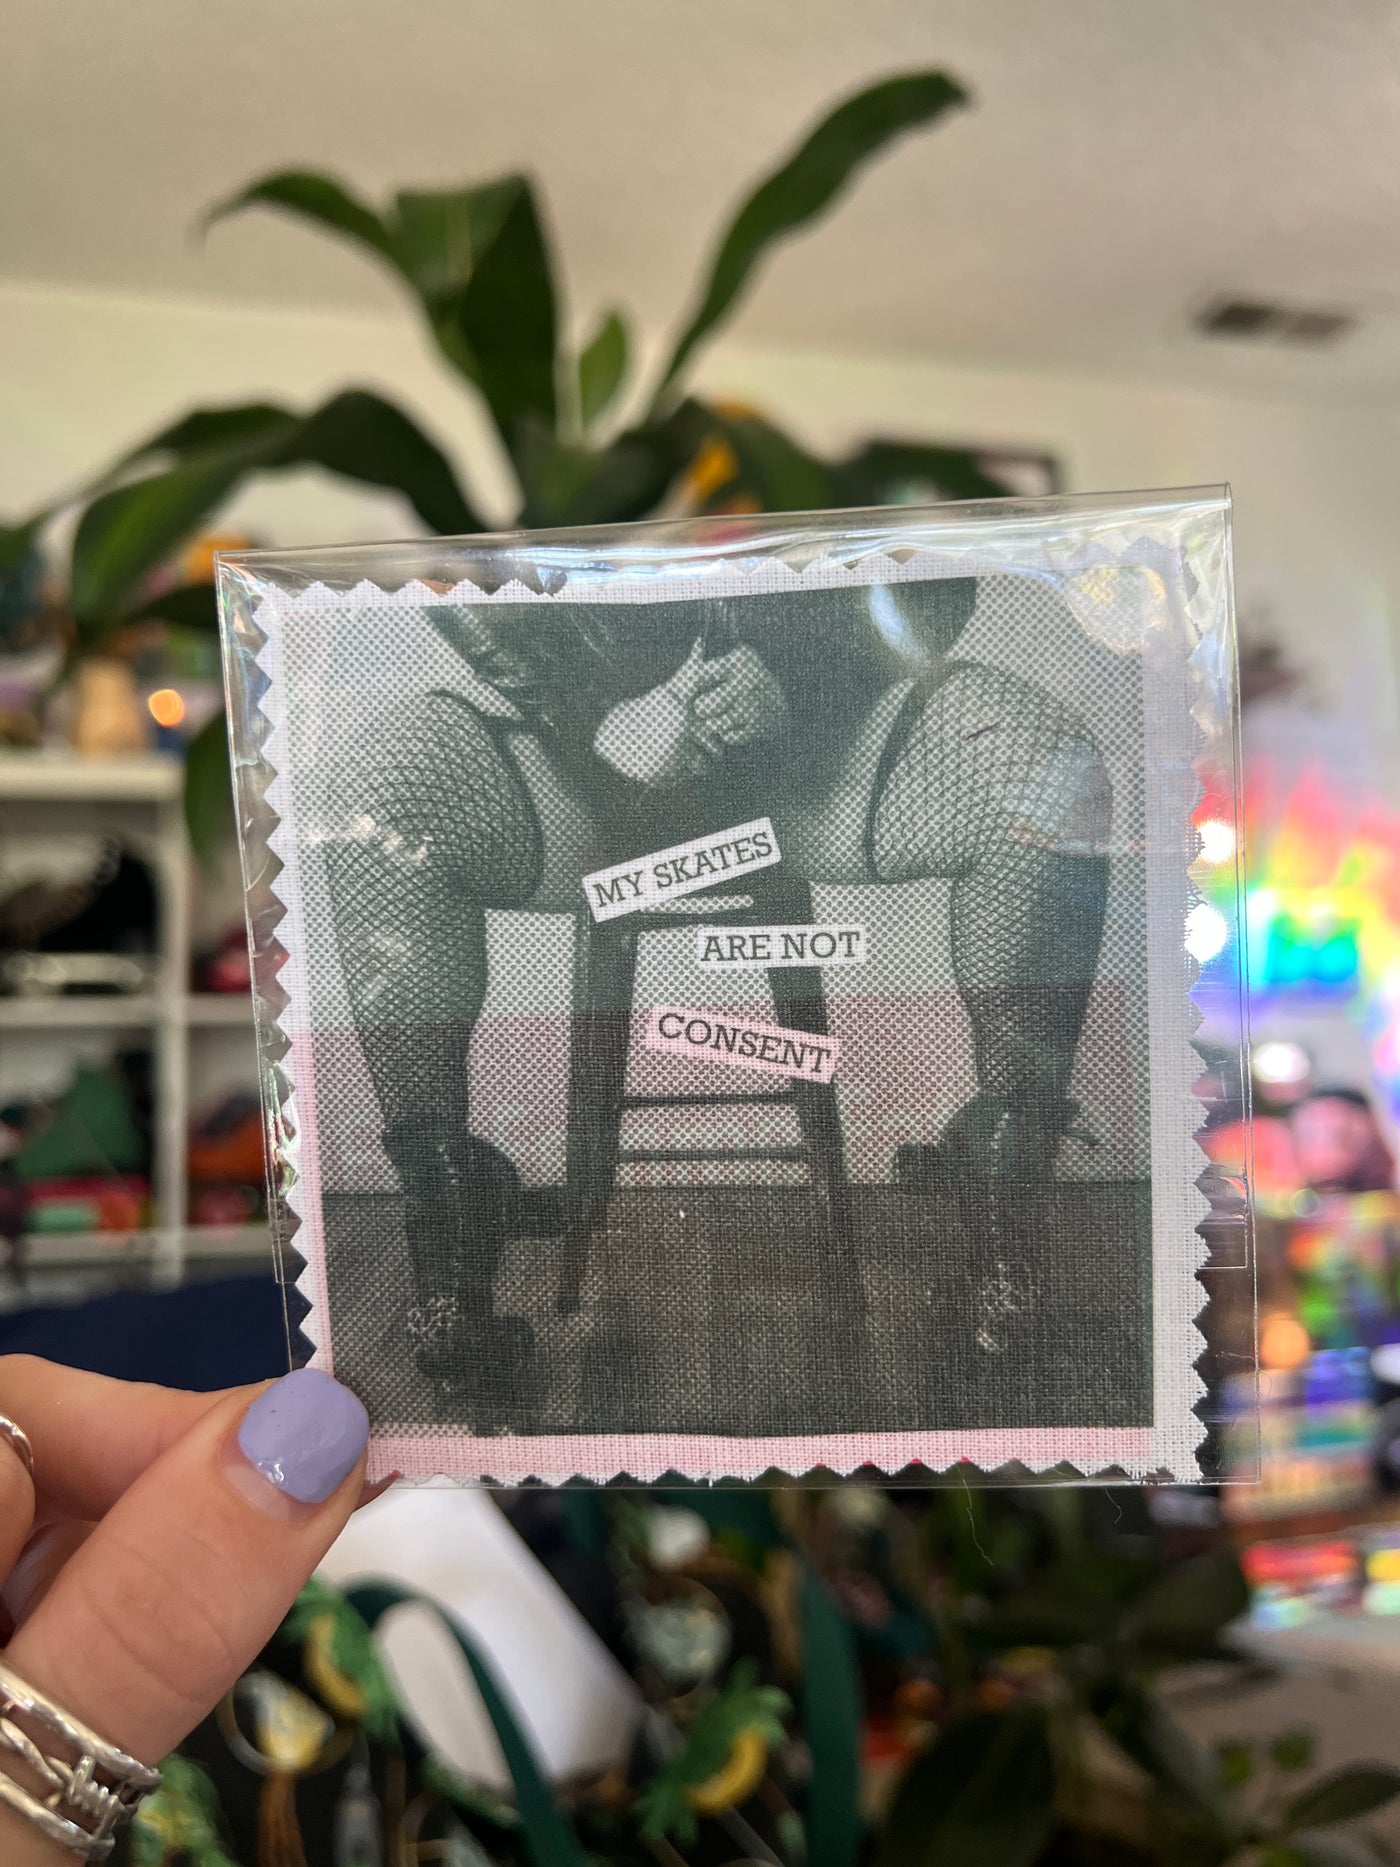 MY SKATES
ARE NOT
CONSENT